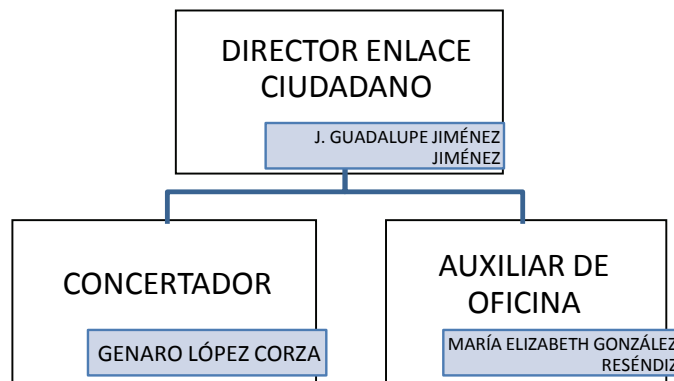 DIRECTOR ENLACE
CIUDADANO
J. GUADALUPE JIMÉNEZ
JIMÉNEZ
CONCERTADOR
GENARO LÓPEZ CORZA
AUXILIAR DE
OFICINA
MARÍA ELIZABETH GONZÁLEZ
RESÉNDIZ